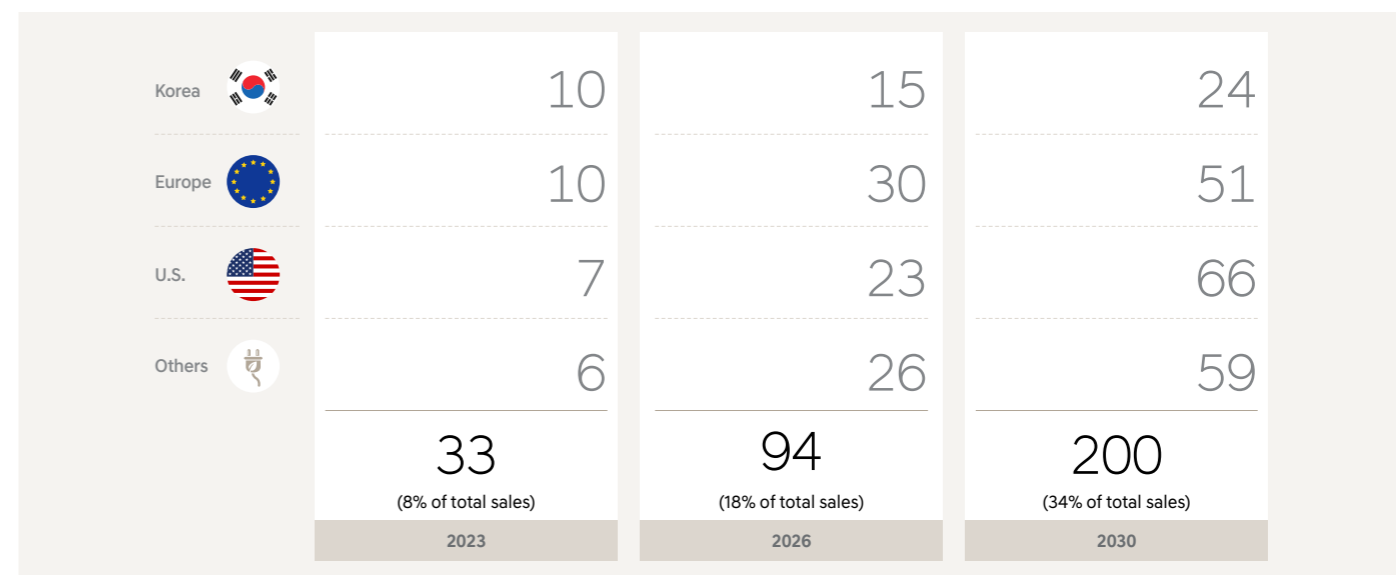 Korea 10 15 24
Europe 10 30 51
U.S. 7 23 66
Others 6 26 59
33 94 200
(8% of total sales) (18% of total sales) (34% of total sales)
2023 2026 2030